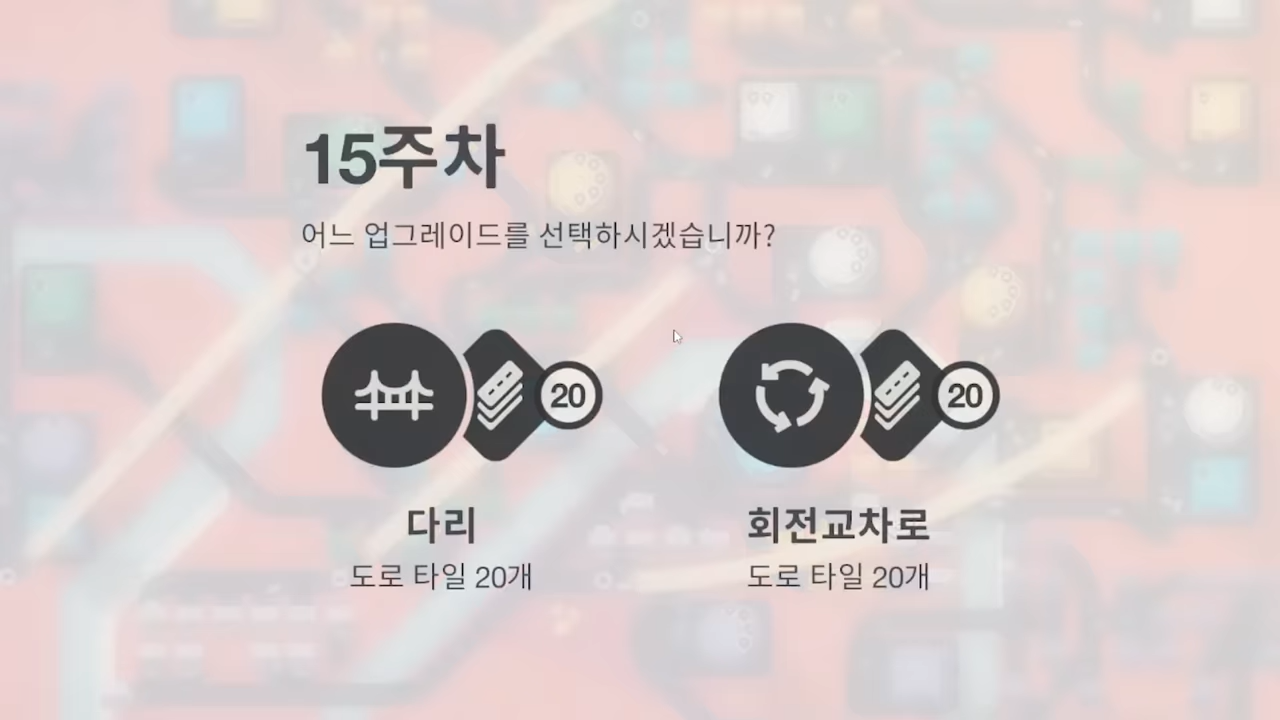 15주차
어느 업그레이드를 선택하시겠습니까?
20
20
다리
회전교차로
도로 타일 20개
도로 타일 20개